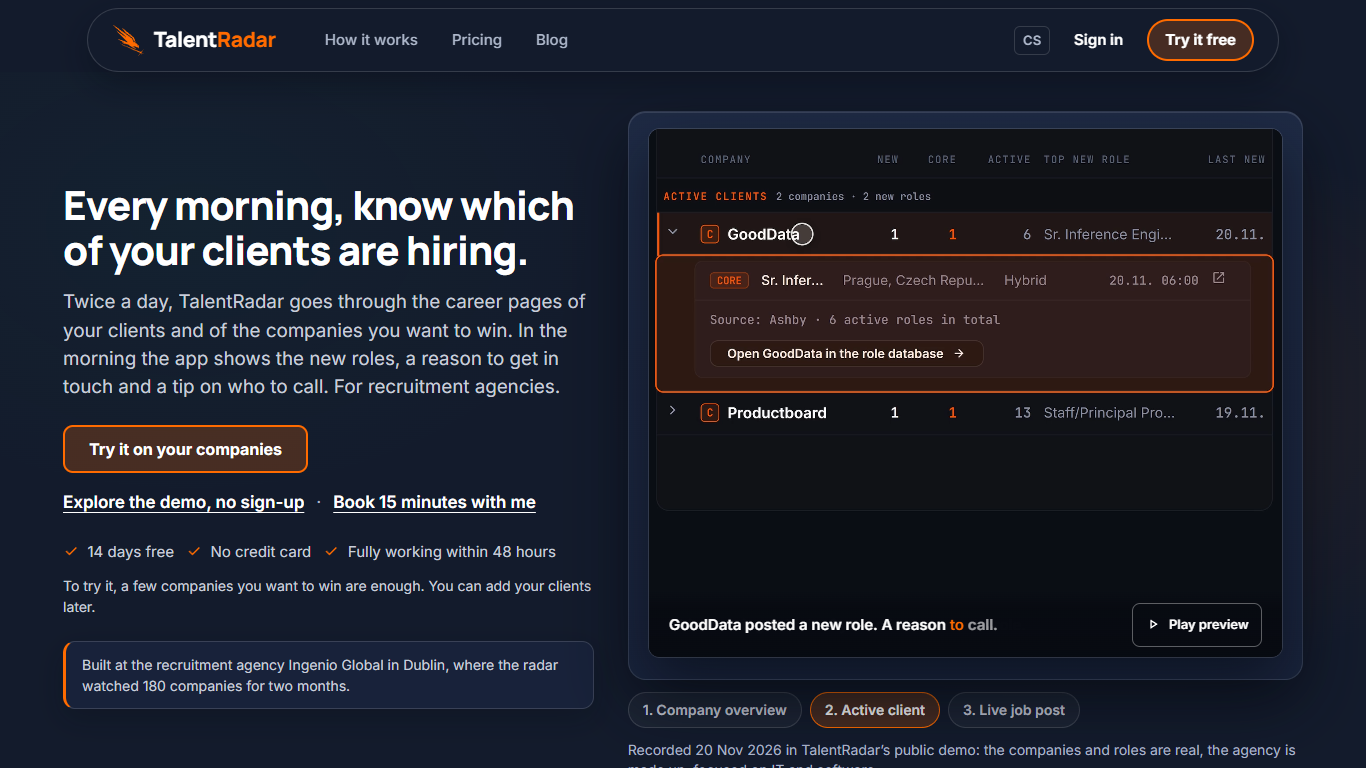 TalentRadar
How it works
Pricing
Blog
CS
Sign in
Try it free
Every morning, know which
of your clients are hiring.
Twice a day, TalentRadar goes through the career pages of
your clients and of the companies you want to win. In the
morning the app shows the new roles, a reason to get in
touch and a tip on who to call. For recruitment agencies.
Try it on your companies
Explore the demo, no sign-up · Book 15 minutes with me
14 days free
No credit card
Fully working within 48 hours
To try it, a few companies you want to win are enough. You can add your clients
later.
Built at the recruitment agency Ingenio Global in Dublin, where the radar
watched 180 companies for two months.
COMPANY NEW CORE ACTIVE TOP NEW ROLE LAST NEW
ACTIVE CLIENTS 2 companies · 2 new roles
C GoodData 1 1 6 Sr. Inference Engi... 20.11.
CORE Sr. Infer... Prague, Czech Repu... Hybrid 20.11. 06:00
Source: Ashby · 6 active roles in total
Open GoodData in the role database →
C Productboard 1 1 13 Staff/Principal Pro... 19.11.
GoodData posted a new role. A reason to call.
Play preview
1. Company overview
2. Active client
3. Live job post
Recorded 20 Nov 2026 in TalentRadar's public demo: the companies and roles are real, the agency is